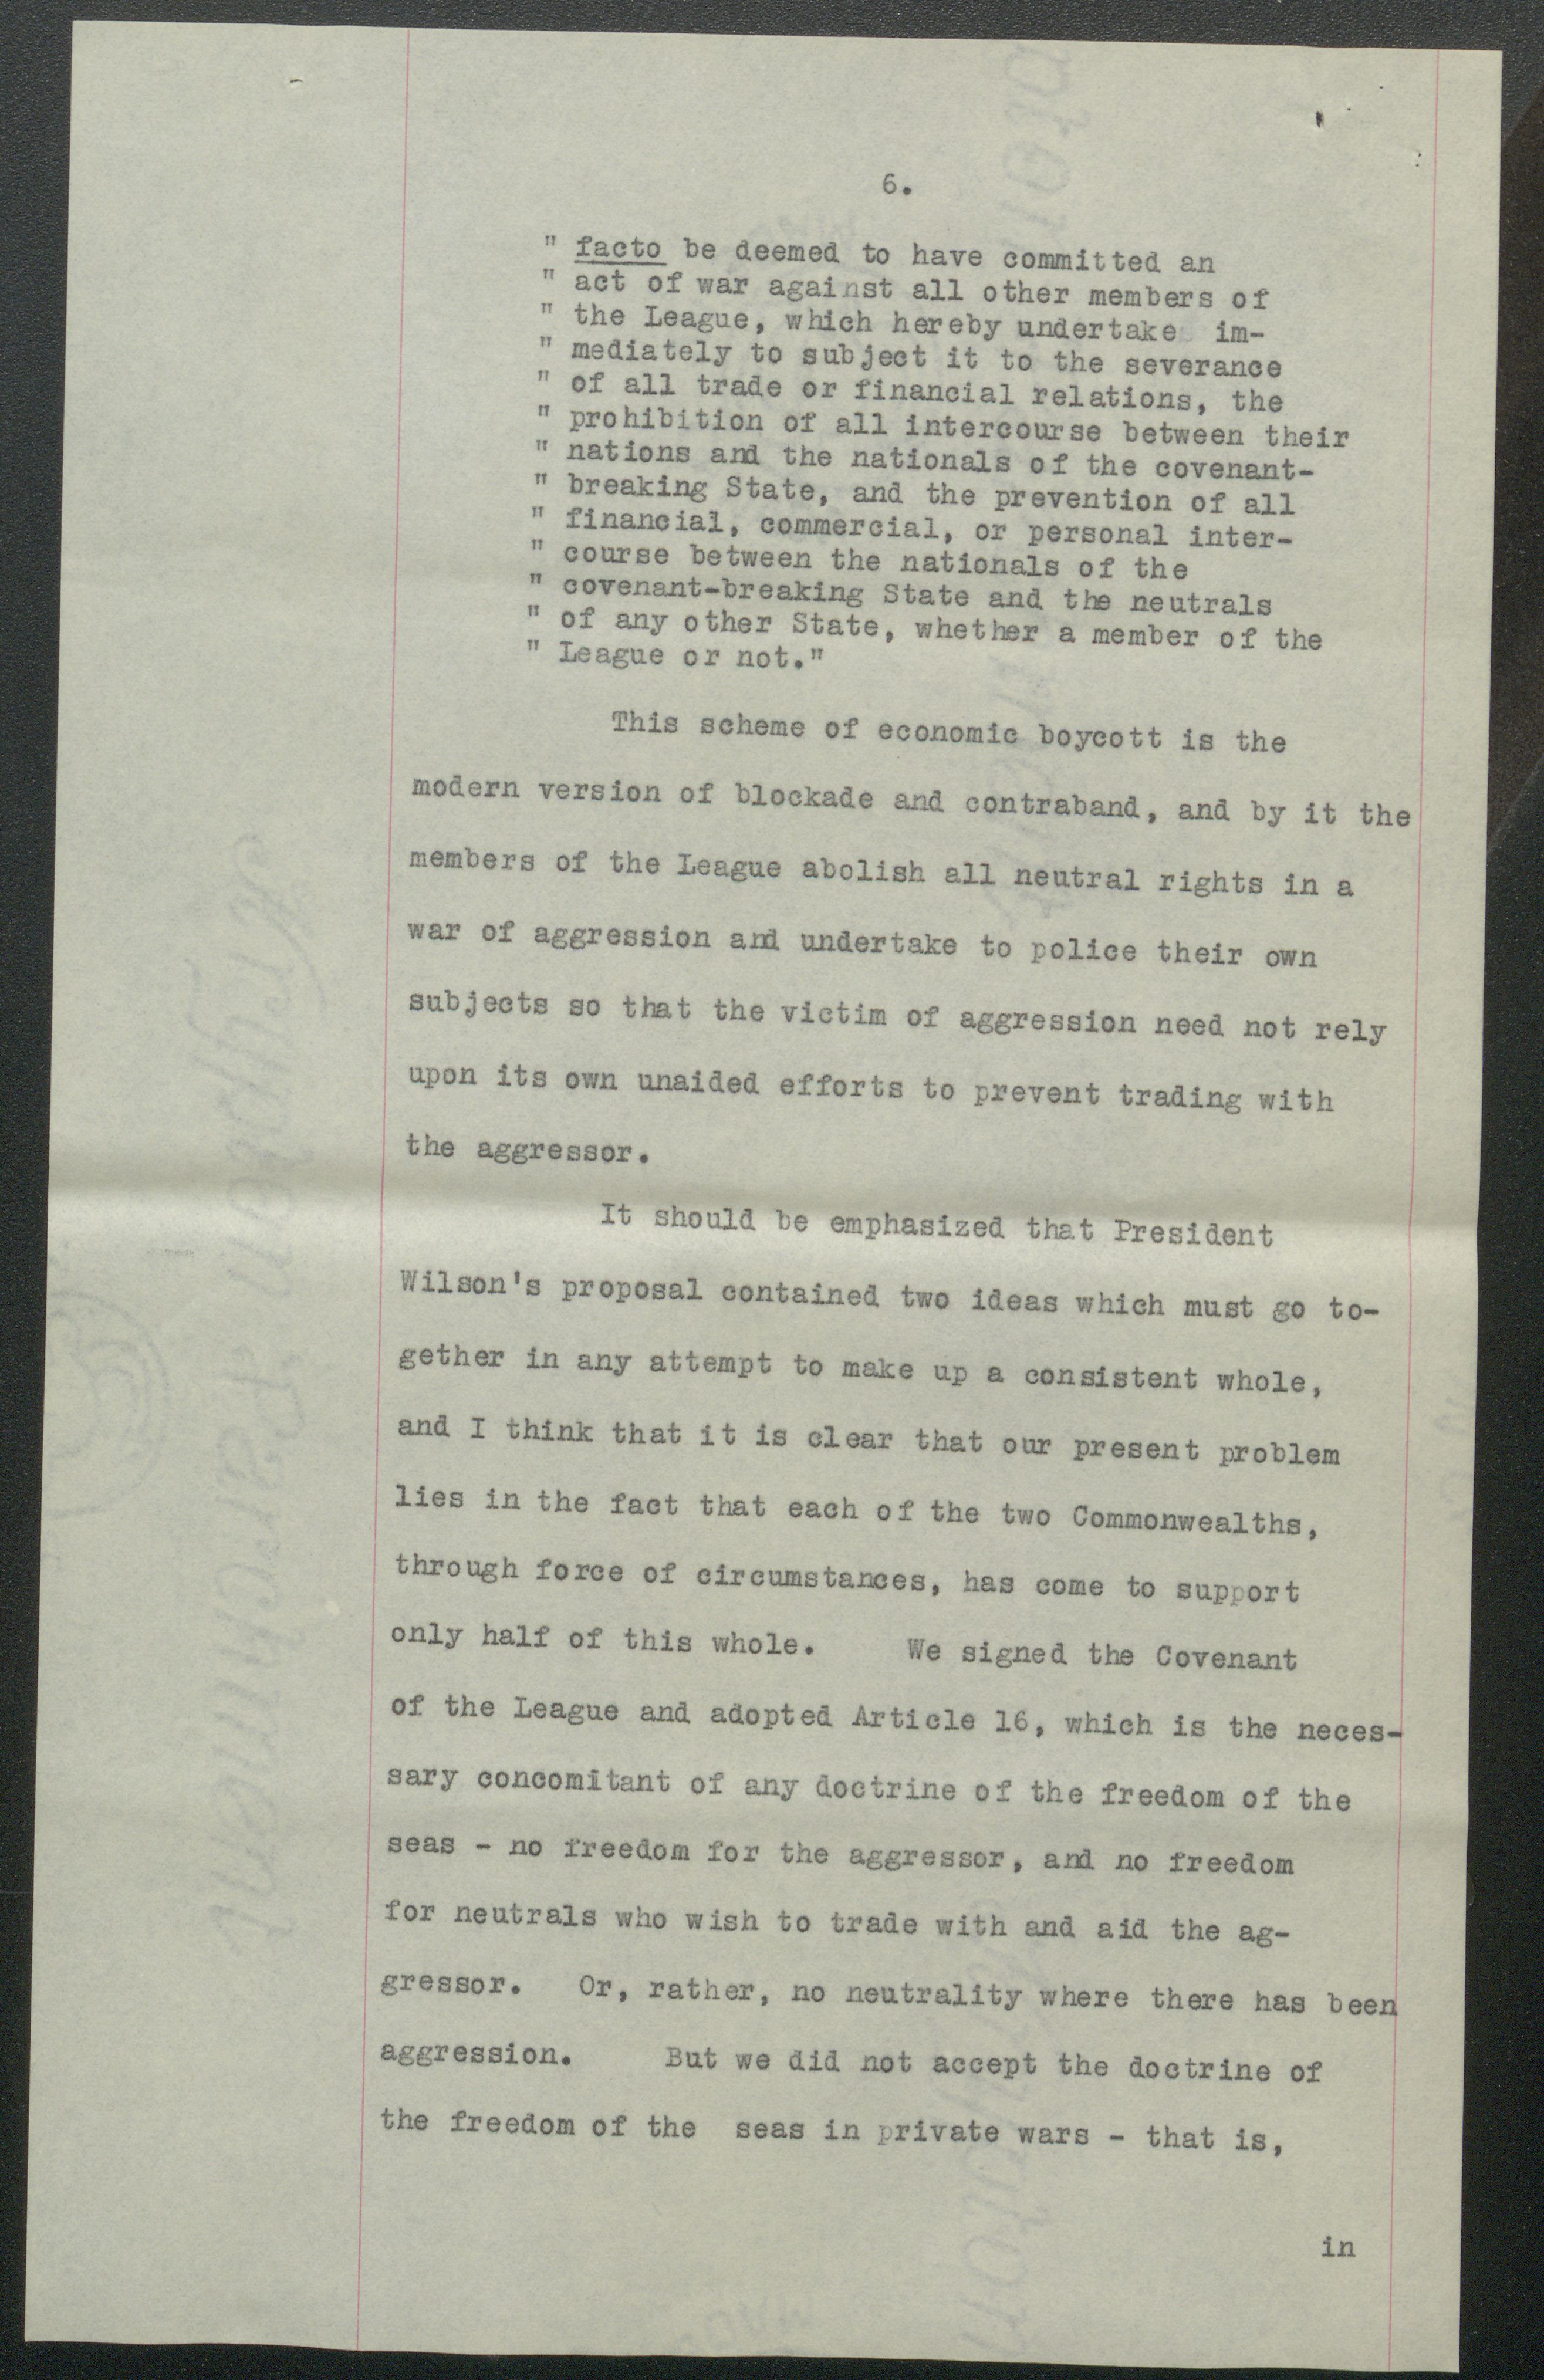 6.
" facto be deemed to have committed an
" act of war against all other members of
" the League, which hereby undertake im-
" mediately to subject it to the severance
" of all trade or financial relations, the
" prohibition of all intercourse between their
" nations and the nationals of the covenant-
" breaking State, and the prevention of all
" financial, commercial, or personal inter-
" course between the nationals of the
" covenant-breaking State and the neutrals
" of any other State, whether a member of the
" League or not."
This scheme of economic boycott is the
modern version of blockade and contraband, and by it the
members of the League abolish all neutral rights in a
war of aggression and undertake to police their own
subjects so that the victim of aggression need not rely
upon its own unaided efforts to prevent trading with
the aggressor.
It should be emphasized that President
Wilson's proposal contained two ideas which must go to-
gether in any attempt to make up a consistent whole,
and I think that it is clear that our present problem
lies in the fact that each of the two Commonwealths,
through force of circumstances, has come to support
only half of this whole. We signed the Covenant
of the League and adopted Article 16, which is the neces-
sary concomitant of any doctrine of the freedom of the
seas - no freedom for the aggressor, and no freedom
for neutrals who wish to trade with and aid the ag-
gressor. Or, rather, no neutrality where there has been
aggression. But we did not accept the doctrine of
the freedom of the seas in private wars - that is,
in